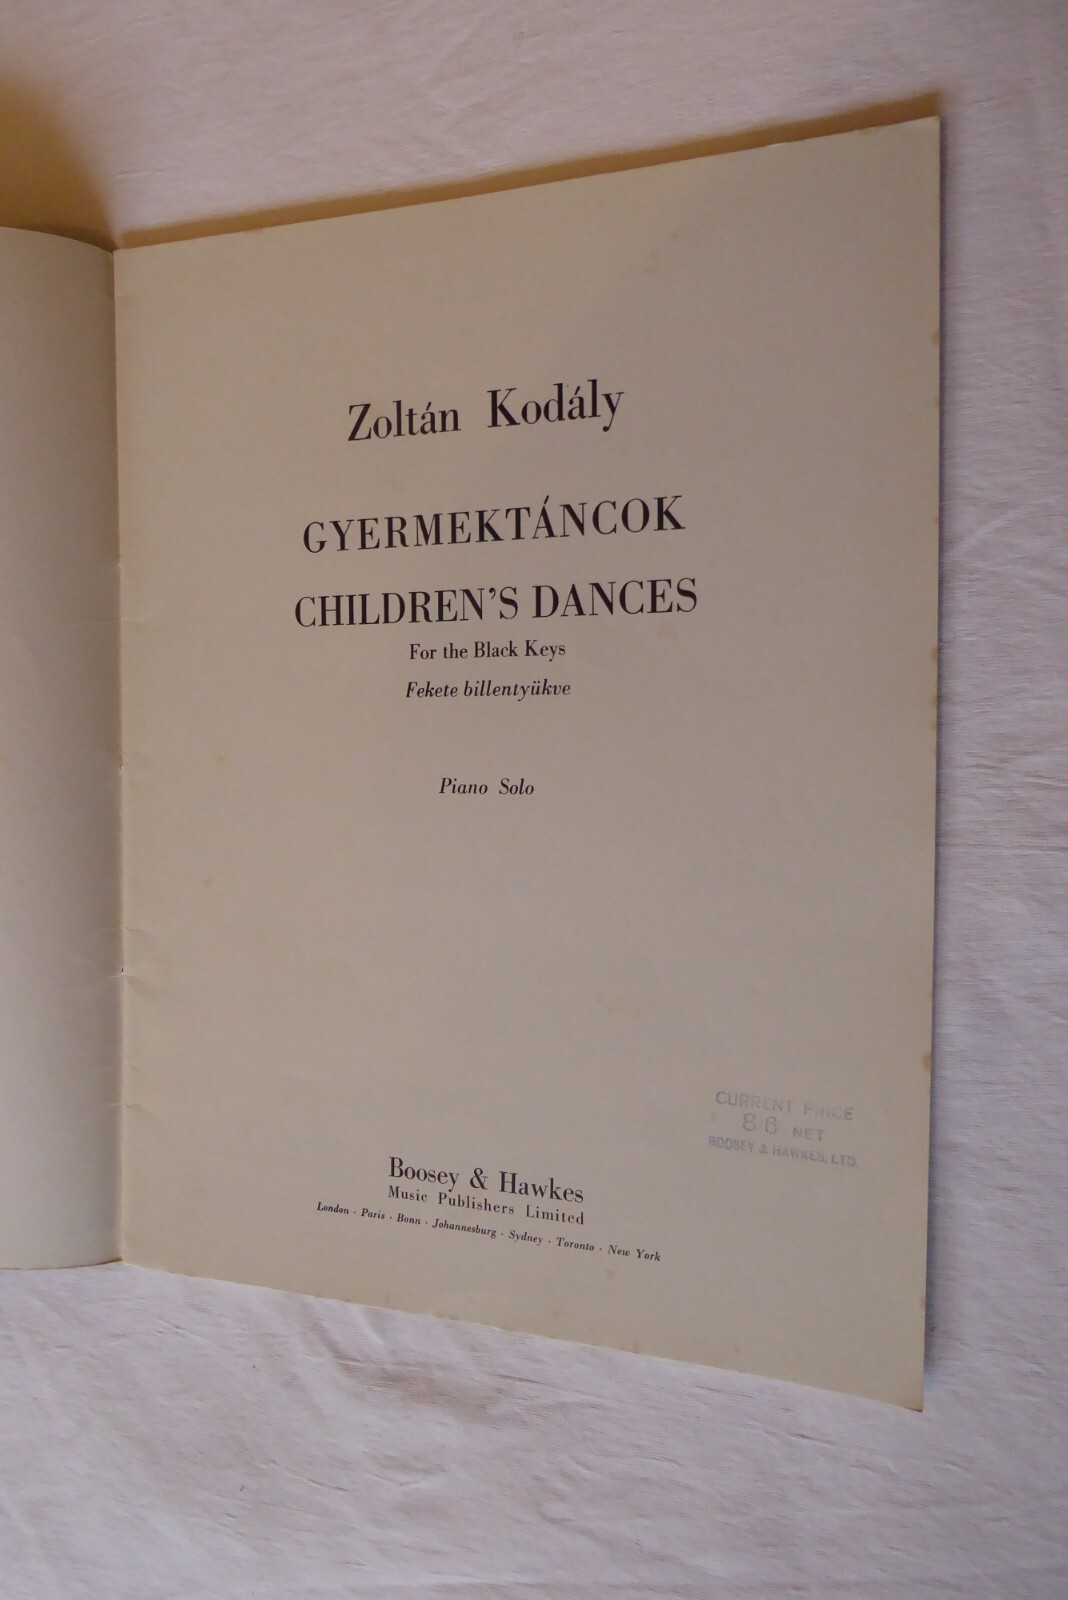 Zoltán Kodály
GYERMEKTÁNCOK
CHILDREN'S DANCES
For the Black Keys
Fekete billentyükve
Piano Solo
CURRENT PRICE
8/6 NET
BOOSEY & HAWKES, LTD.
Boosey & Hawkes
Music Publishers Limited
London · Paris · Bonn · Johannesburg · Sydney · Toronto · New York